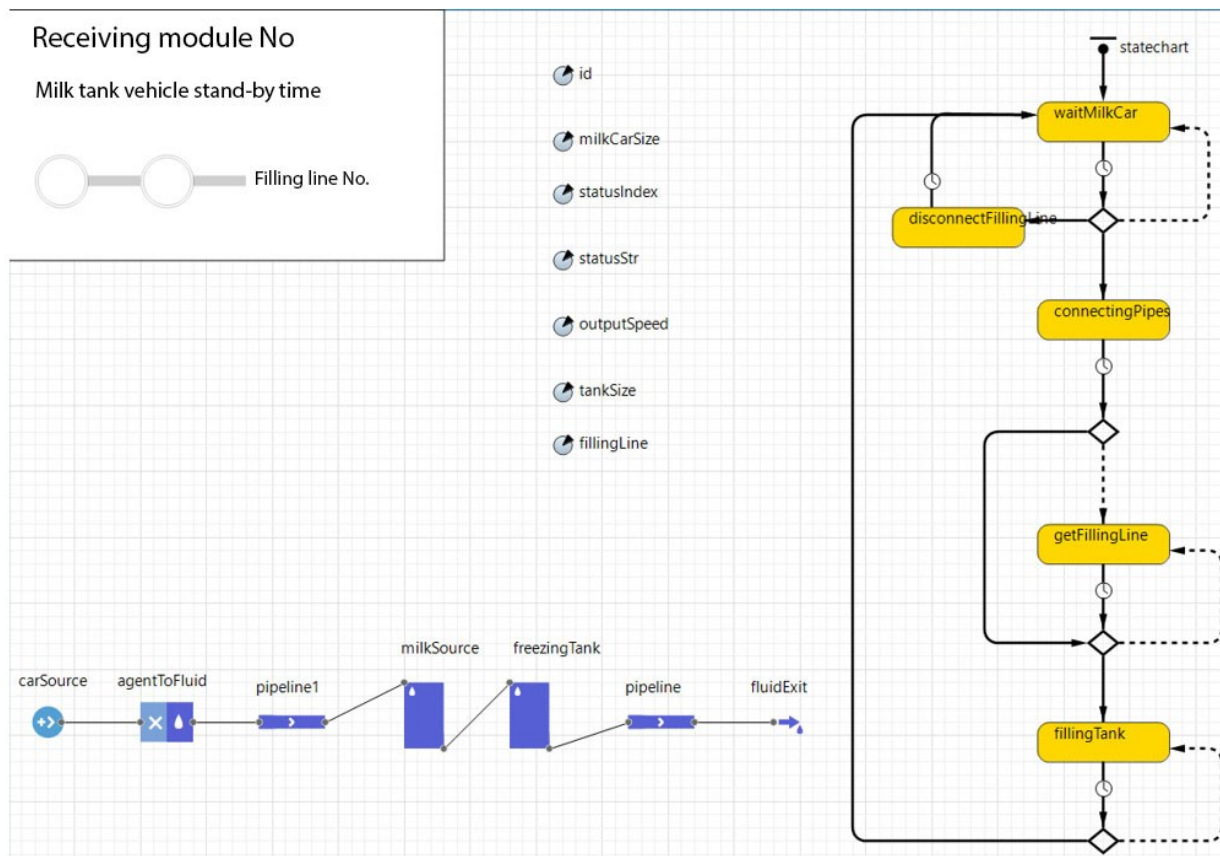 Receiving module No
Milk tank vehicle stand-by time
Filling line No.
id
milkCarSize
statusIndex
statusStr
outputSpeed
tankSize
fillingLine
statechart
waitMilkCar
disconnectFillingLine
connectingPipes
getFillingLine
fillingTank
carSource
agentToFluid
pipeline1
milkSource
freezingTank
pipeline
fluidExit